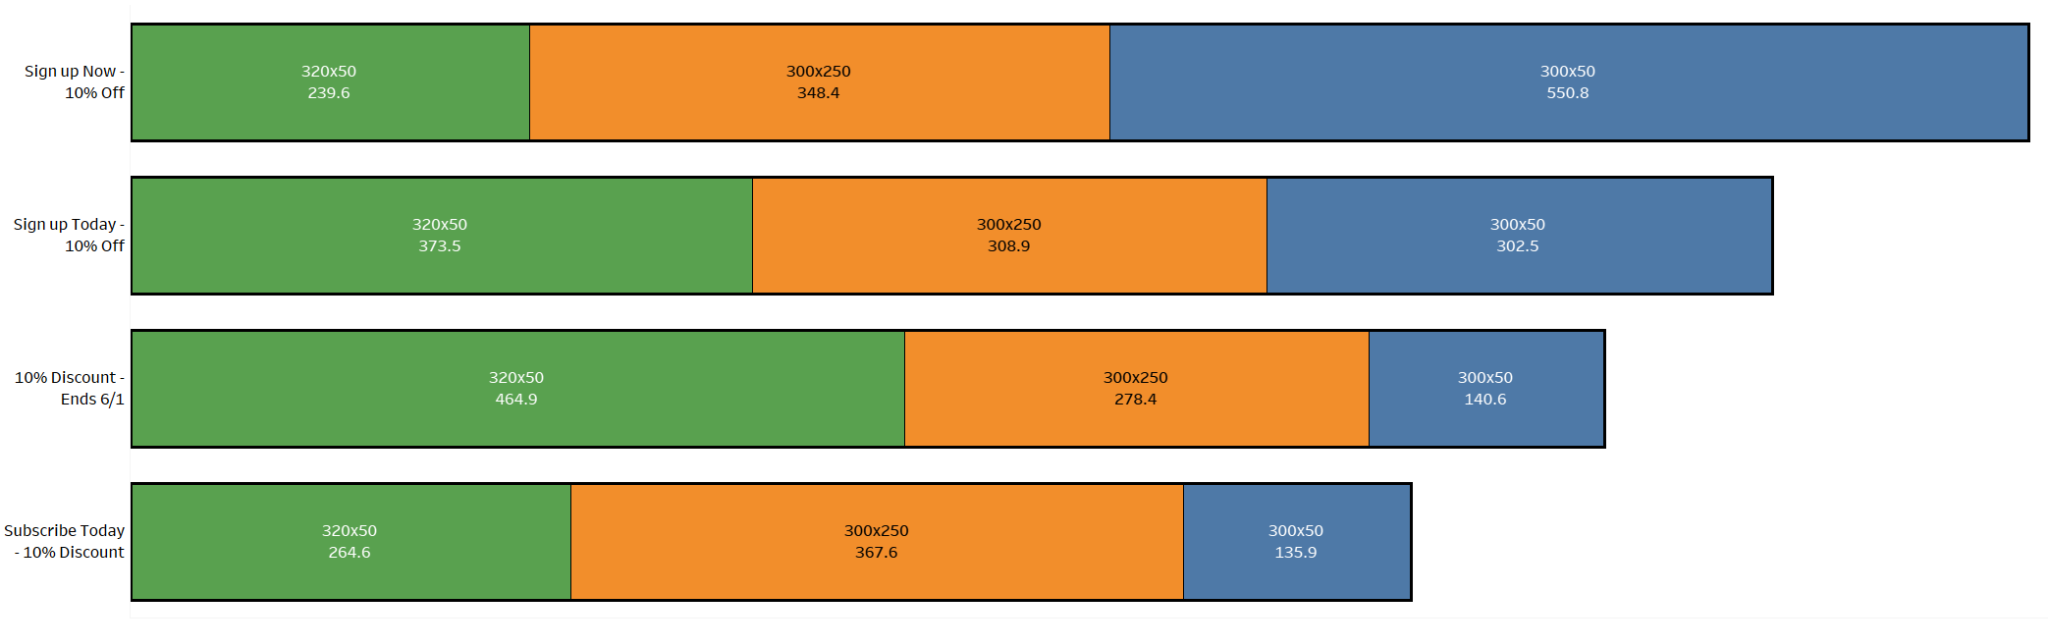 Sign up Now -
10% Off
320x50
239.6
300x250
348.4
300x50
550.8
Sign up Today -
10% Off
320x50
373.5
300x250
308.9
300x50
302.5
10% Discount -
Ends 6/1
320x50
464.9
300x250
278.4
300x50
140.6
Subscribe Today
- 10% Discount
320x50
264.6
300x250
367.6
300x50
135.9